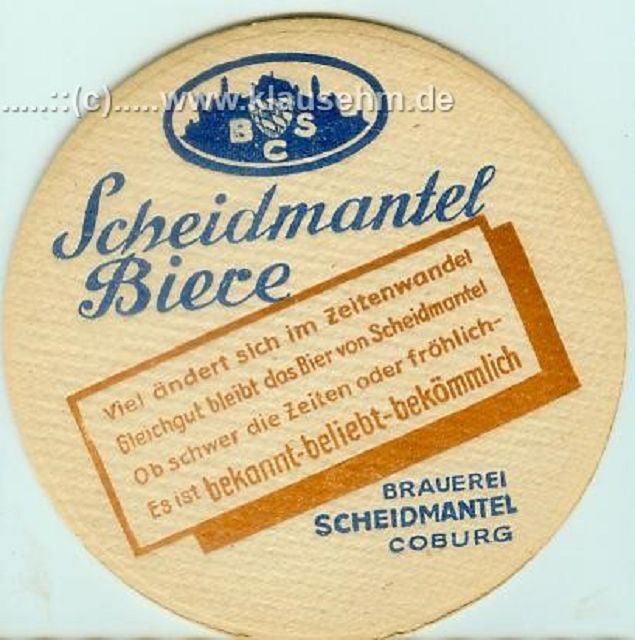 .....::(c).....www.klausehm.de
B S
C
Scheidmantel
Biere
Viel ändert sich im Zeitenwandel
Gleichgut bleibt das Bier von Scheidmantel
Ob schwer die Zeiten oder fröhlich-
Es ist bekannt-beliebt-bekömmlich
BRAUEREI
SCHEIDMANTEL
COBURG